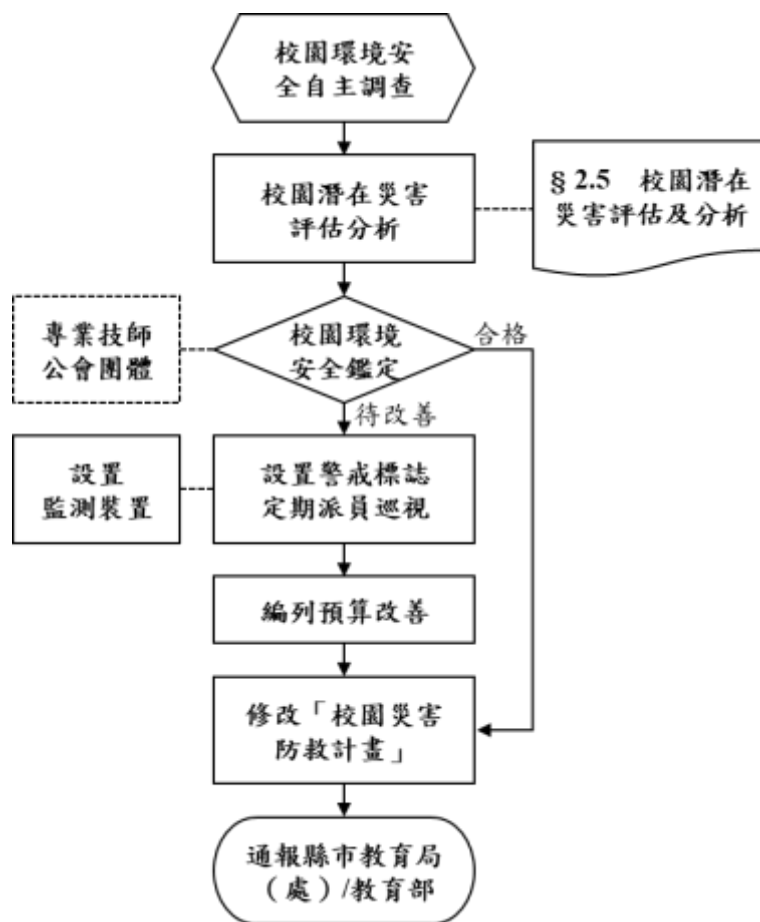 校園環境安
全自主調查
校園潛在災害
評估分析
§ 2.5 校園潛在
災害評估及分析
專業技師
公會團體
校園環境
安全鑑定
合格
待改善
設置
監測裝置
設置警戒標誌
定期派員巡視
編列預算改善
修改「校園災害
防救計畫」
通報縣市教育局
（處）/教育部